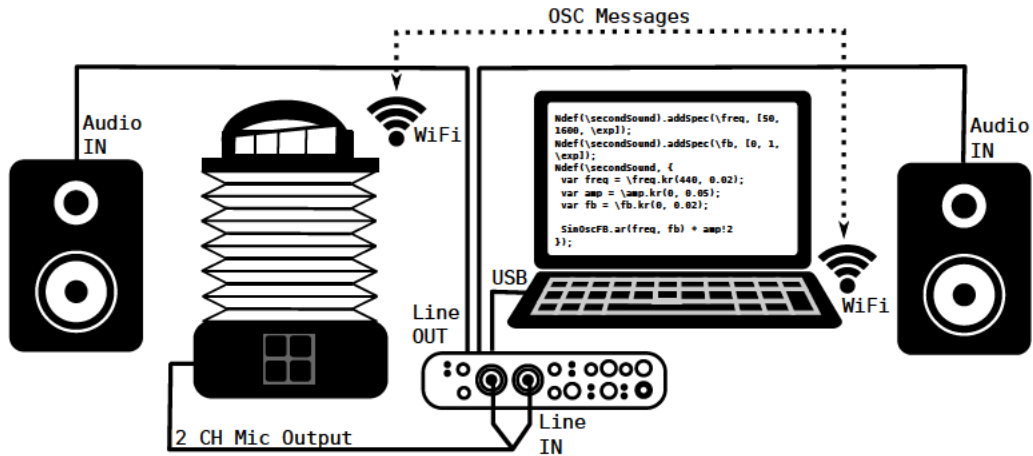 OSC Messages
Audio
IN
WiFi
Ndef(\secondSound).addSpec(\freq, [50,
1600, \exp]);
Ndef(\secondSound).addSpec(\fb, [0, 1,
\exp]);
Ndef(\secondSound, {
var freq = \freq.kr(440, 0.02);
var amp = \amp.kr(0, 0.05);
var fb = \fb.kr(0, 0.02);
SinOscFB.ar(freq, fb) * amp!2
});
Audio
IN
USB
WiFi
Line
OUT
2 CH Mic Output
Line
IN